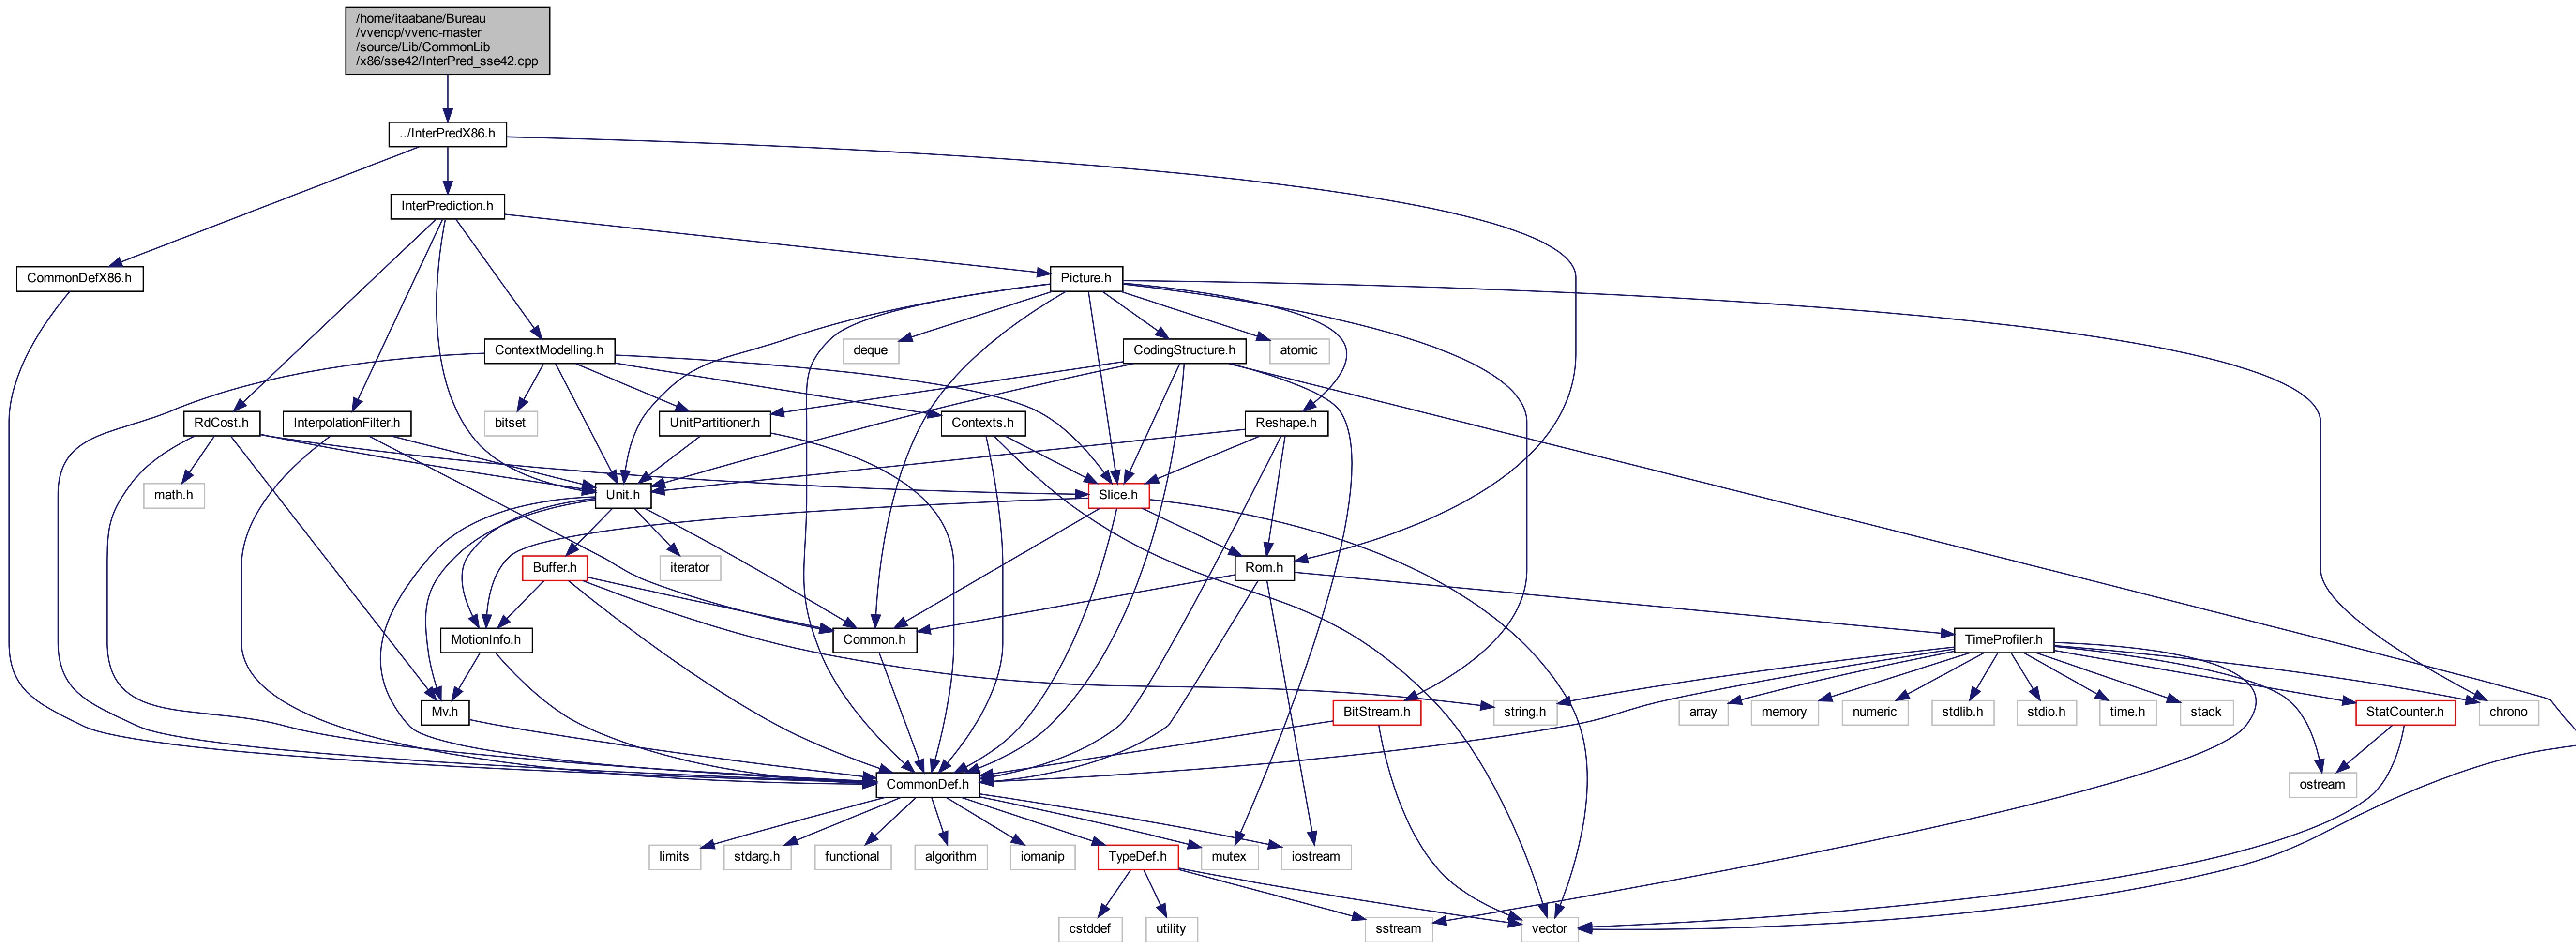 /home/itaabane/Bureau
/vvencp/vvenc-master
/source/Lib/CommonLib
/x86/sse42/InterPred_sse42.cpp
../InterPredX86.h
InterPrediction.h
CommonDefX86.h
Picture.h
ContextModelling.h
deque
CodingStructure.h
atomic
RdCost.h
InterpolationFilter.h
bitset
UnitPartitioner.h
Contexts.h
Reshape.h
math.h
Unit.h
Slice.h
Buffer.h
iterator
Rom.h
MotionInfo.h
Common.h
TimeProfiler.h
Mv.h
BitStream.h
string.h
array
memory
numeric
stdlib.h
stdio.h
time.h
stack
StatCounter.h
chrono
CommonDef.h
ostream
limits
stdarg.h
functional
algorithm
iomanip
TypeDef.h
mutex
iostream
cstddef
utility
sstream
vector